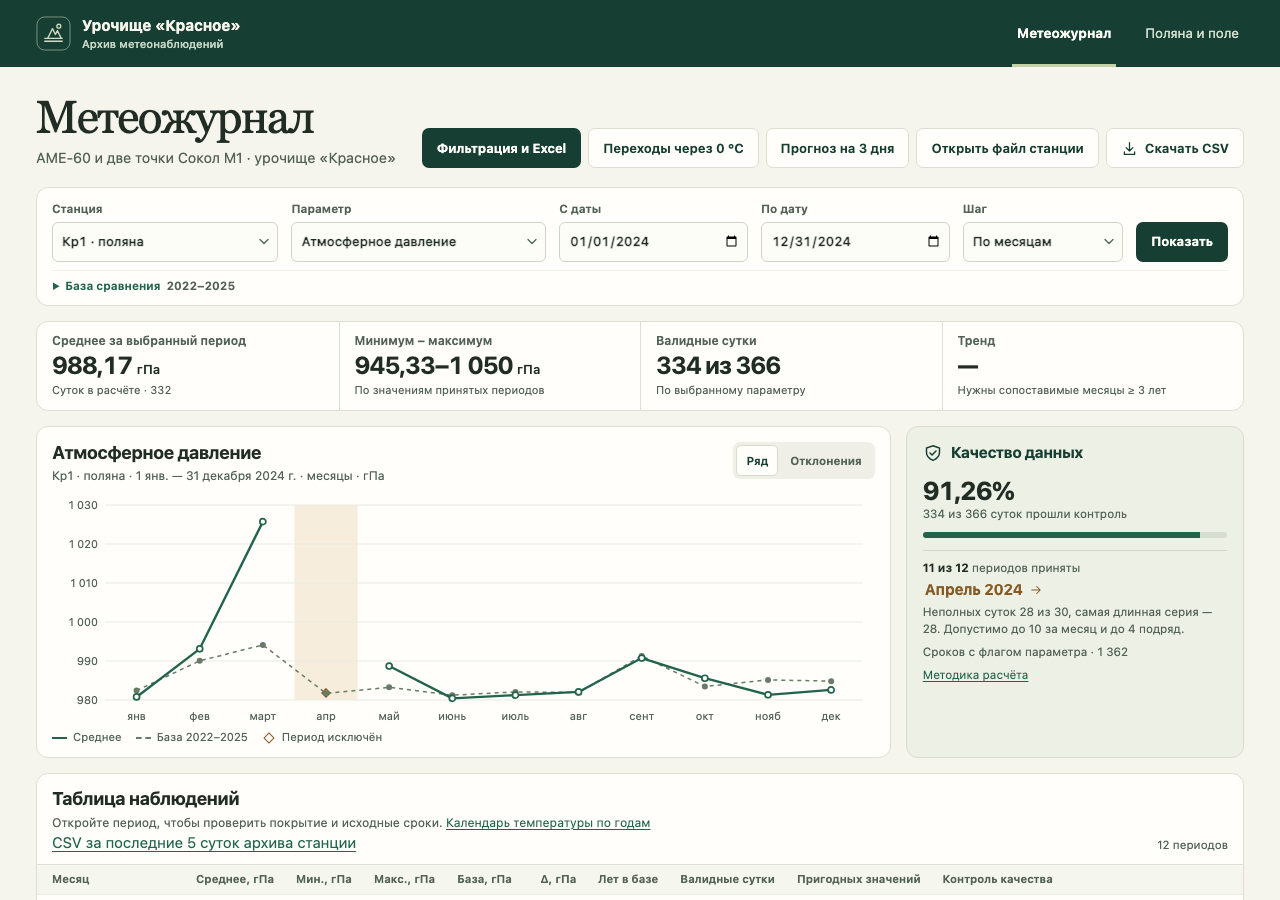 Урочище «Красное»
Архив метеонаблюдений
Метеожурнал
Поляна и поле
Метеожурнал
АМЕ-60 и две точки Сокол М1 · урочище «Красное»
Фильтрация и Excel
Переходы через 0 °C
Прогноз на 3 дня
Открыть файл станции
Скачать CSV
Станция
Параметр
С даты
По дату
Шаг
Кр1 · поляна
Атмосферное давление
01/01/2024
12/31/2024
По месяцам
Показать
База сравнения 2022–2025
Среднее за выбранный период
988,17 гПа
Суток в расчёте · 332
Минимум – максимум
945,33–1 050 гПа
По значениям принятых периодов
Валидные сутки
334 из 366
По выбранному параметру
Тренд
—
Нужны сопоставимые месяцы ≥ 3 лет
Атмосферное давление
Кр1 · поляна · 1 янв. — 31 декабря 2024 г. · месяцы · гПа
Ряд
Отклонения
1 030
1 020
1 010
1 000
990
980
янв
фев
март
апр
май
июнь
июль
авг
сент
окт
нояб
дек
Среднее
База 2022–2025
Период исключён
Качество данных
91,26%
334 из 366 суток прошли контроль
11 из 12 периодов приняты
Апрель 2024 →
Неполных суток 28 из 30, самая длинная серия —
28. Допустимо до 10 за месяц и до 4 подряд.
Сроков с флагом параметра · 1 362
Методика расчёта
Таблица наблюдений
Откройте период, чтобы проверить покрытие и исходные сроки. Календарь температуры по годам
CSV за последние 5 суток архива станции
12 периодов
Месяц
Среднее, гПа
Мин., гПа
Макс., гПа
База, гПа
Δ, гПа
Лет в базе
Валидные сутки
Пригодных значений
Контроль качества